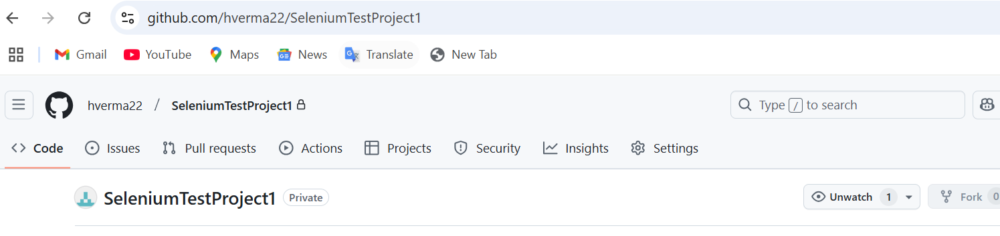 github.com/hverma22/SeleniumTestProject1
Gmail YouTube Maps News Translate New Tab
hverma22 / SeleniumTestProject1 Type / to search
Code Issues Pull requests Actions Projects Security Insights Settings
SeleniumTestProject1 Private Unwatch 1 Fork 0